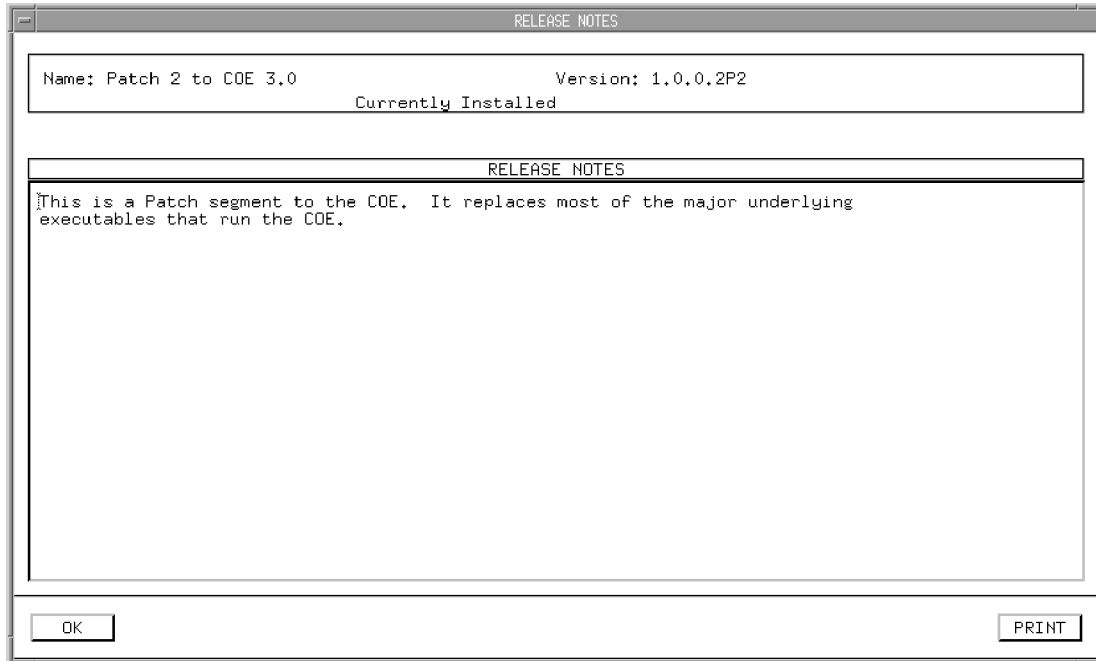 RELEASE NOTES
Name: Patch 2 to COE 3.0 Version: 1.0.0.2P2
Currently Installed
RELEASE NOTES
This is a Patch segment to the COE. It replaces most of the major underlying
executables that run the COE.
OK PRINT